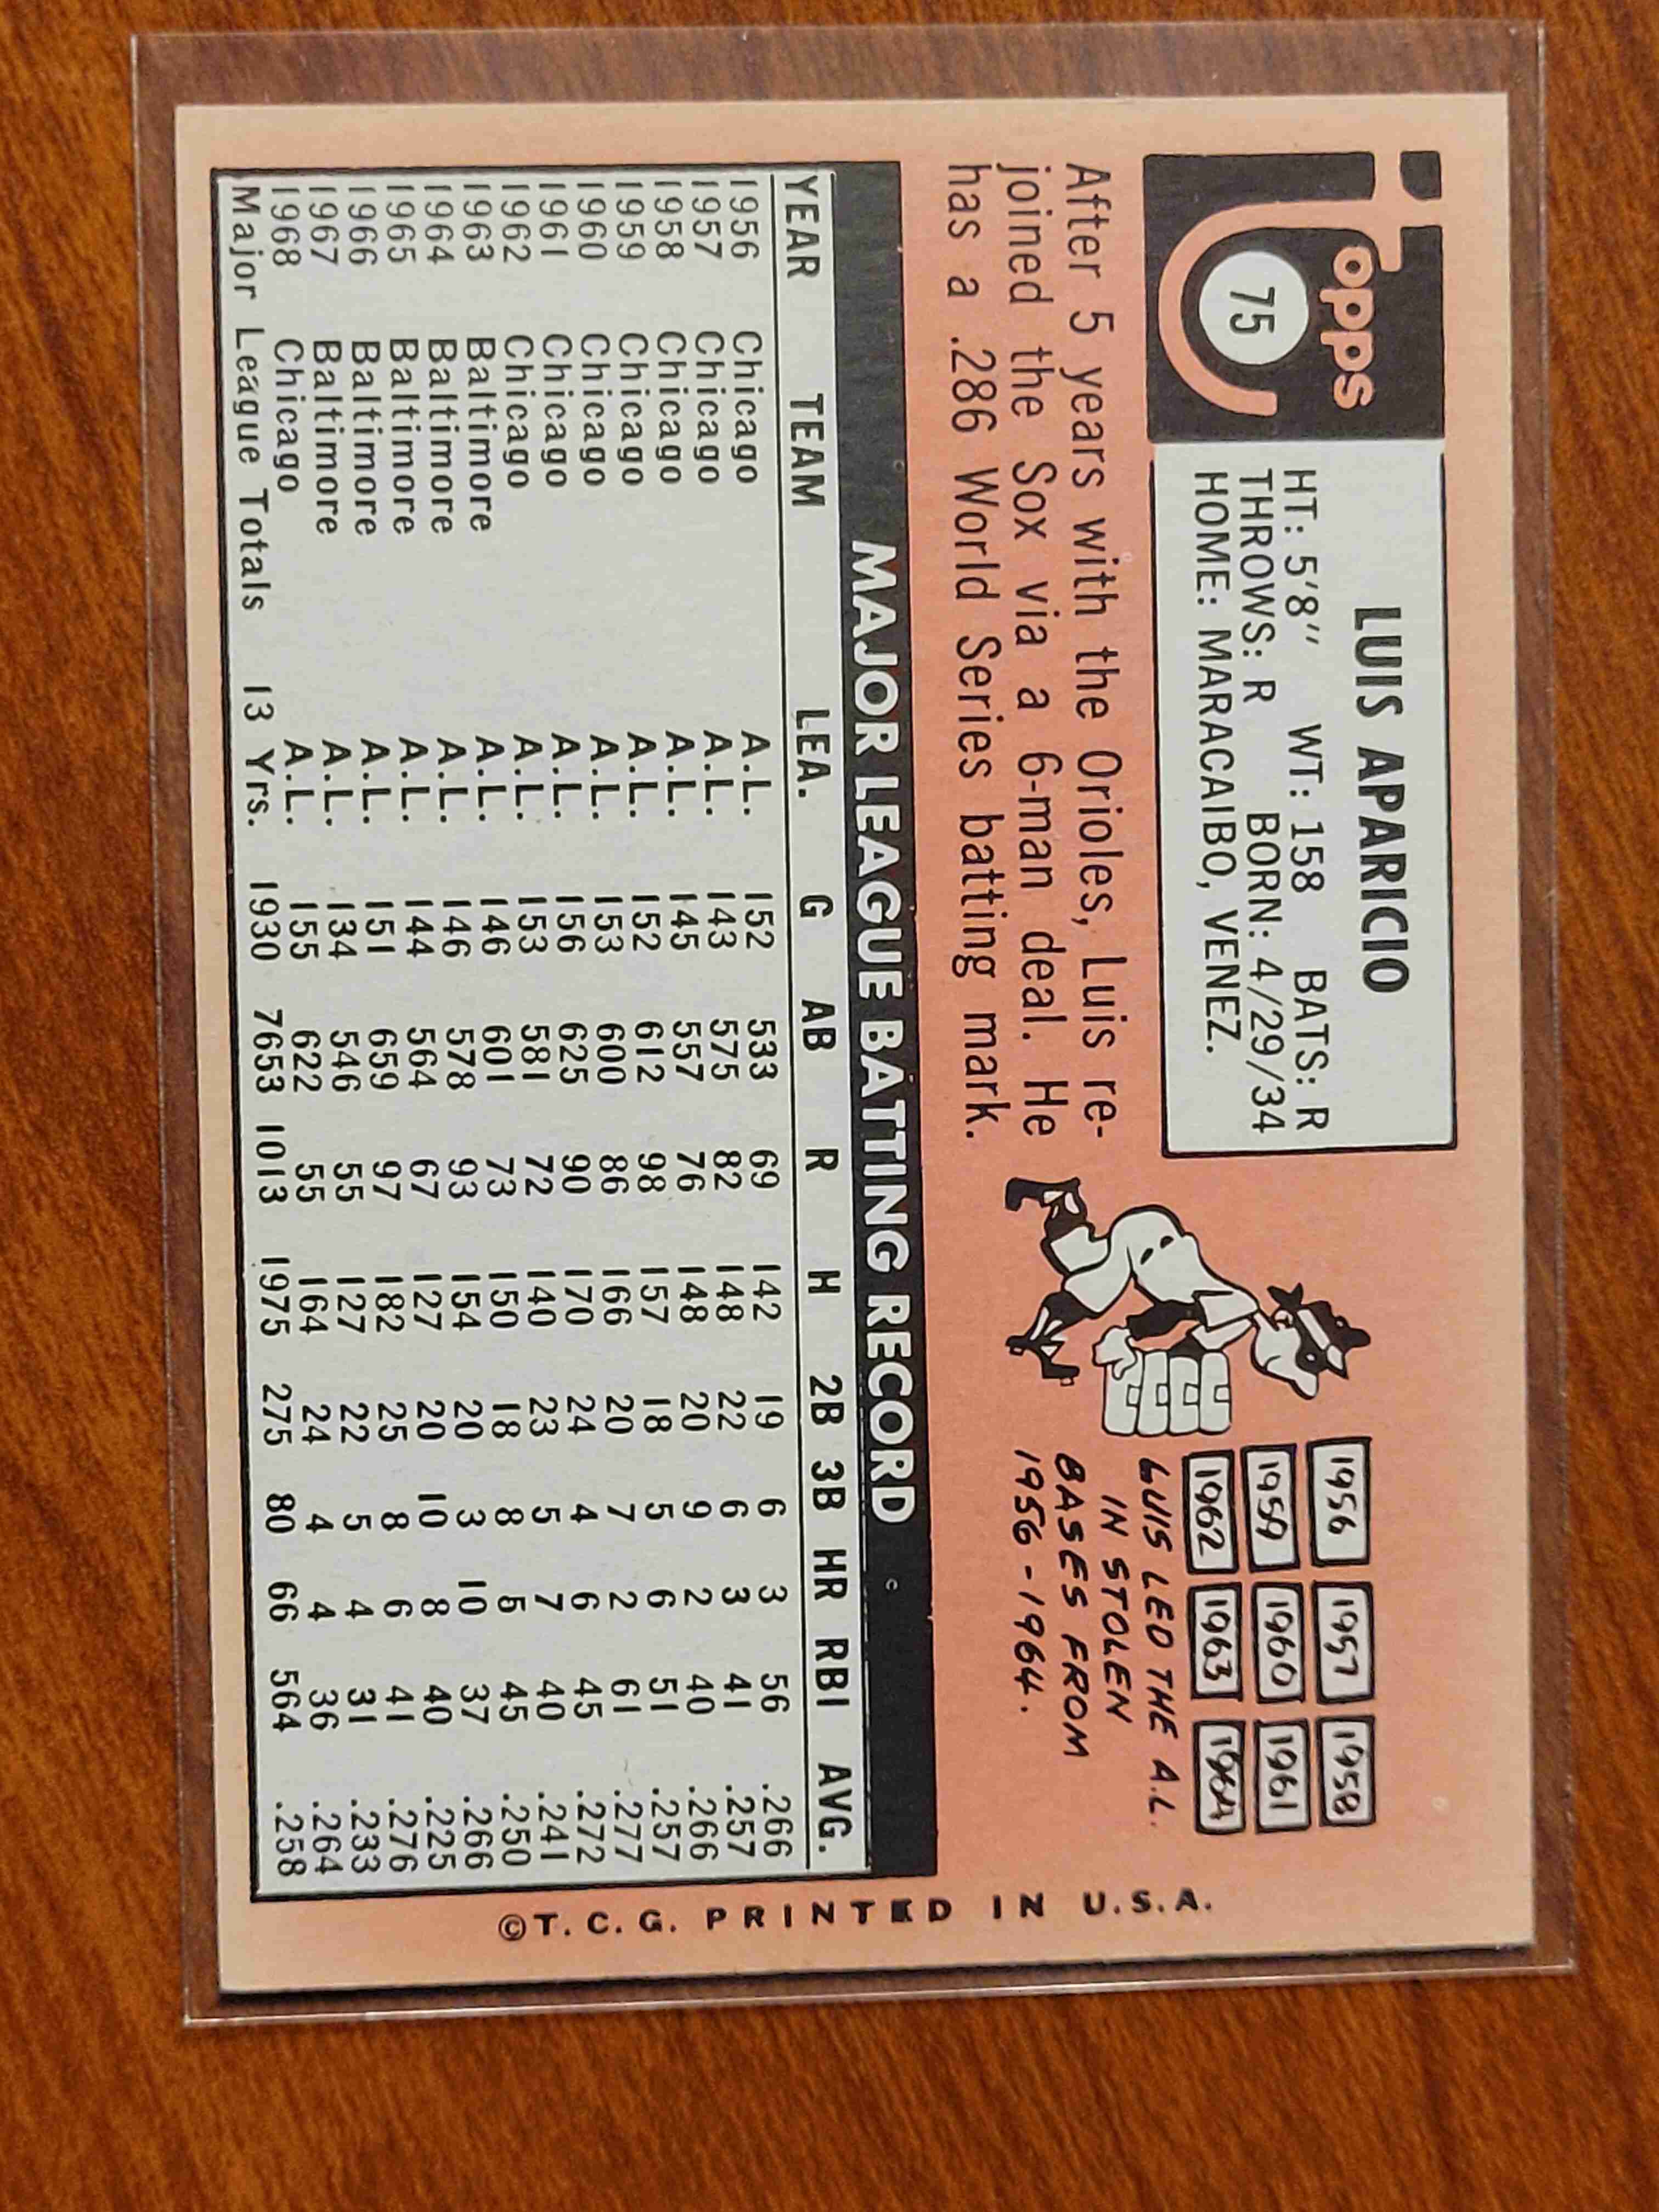 Topps
75
LUIS APARICIO
HT: 5'8" WT: 158 BATS: R
THROWS: R BORN: 4/29/34
HOME: MARACAIBO, VENEZ.
After 5 years with the Orioles, Luis re-
joined the Sox via a 6-man deal. He
has a .286 World Series batting mark.
1956 1957 1958
1959 1960 1961
1962 1963 1964
LUIS LED THE A.L.
IN STOLEN
BASES FROM
1956-1964.
MAJOR LEAGUE BATTING RECORD
YEAR TEAM LEA. G AB R H 2B 3B HR RBI AVG.
1956 Chicago A.L. 152 533 69 142 19 6 3 56 .266
1957 Chicago A.L. 143 575 82 148 22 6 3 41 .257
1958 Chicago A.L. 145 557 76 148 20 9 2 40 .266
1959 Chicago A.L. 152 612 98 157 18 5 6 51 .257
1960 Chicago A.L. 153 600 86 166 20 7 2 61 .277
1961 Chicago A.L. 156 625 90 170 24 4 6 45 .272
1962 Chicago A.L. 153 581 72 140 23 5 7 40 .241
1963 Baltimore A.L. 146 601 73 150 18 8 5 45 .250
1964 Baltimore A.L. 146 578 93 154 20 3 10 37 .266
1965 Baltimore A.L. 144 564 67 127 20 10 8 40 .225
1966 Baltimore A.L. 151 659 97 182 25 8 6 41 .276
1967 Baltimore A.L. 134 546 55 127 22 5 4 31 .233
1968 Chicago A.L. 155 622 55 164 24 4 4 36 .264
Major League Totals 13 Yrs. 1930 7653 1013 1975 275 80 66 564 .258
©T.C.G. PRINTED IN U.S.A.